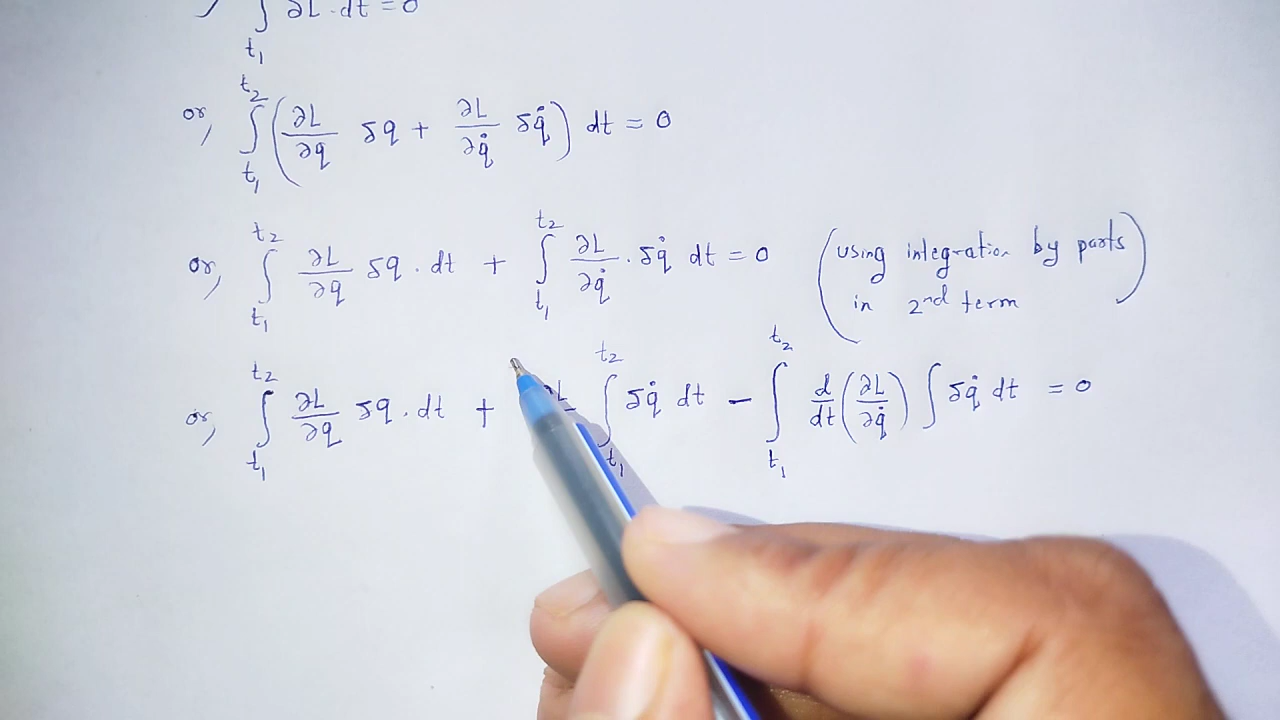 ∫_{t₁} ∂L · dt = 0
or, ∫_{t₁}^{t₂} (∂L/∂q δq + ∂L/∂q̇ δq̇) dt = 0
or, ∫_{t₁}^{t₂} ∂L/∂q δq · dt + ∫_{t₁}^{t₂} ∂L/∂q̇ · δq̇ dt = 0 (using integration by parts
in 2nd term)
or, ∫_{t₁}^{t₂} ∂L/∂q δq · dt + ∂L ∫_{t₁}^{t₂} δq̇ dt − ∫_{t₁}^{t₂} d/dt (∂L/∂q̇) ∫ δq̇ dt = 0